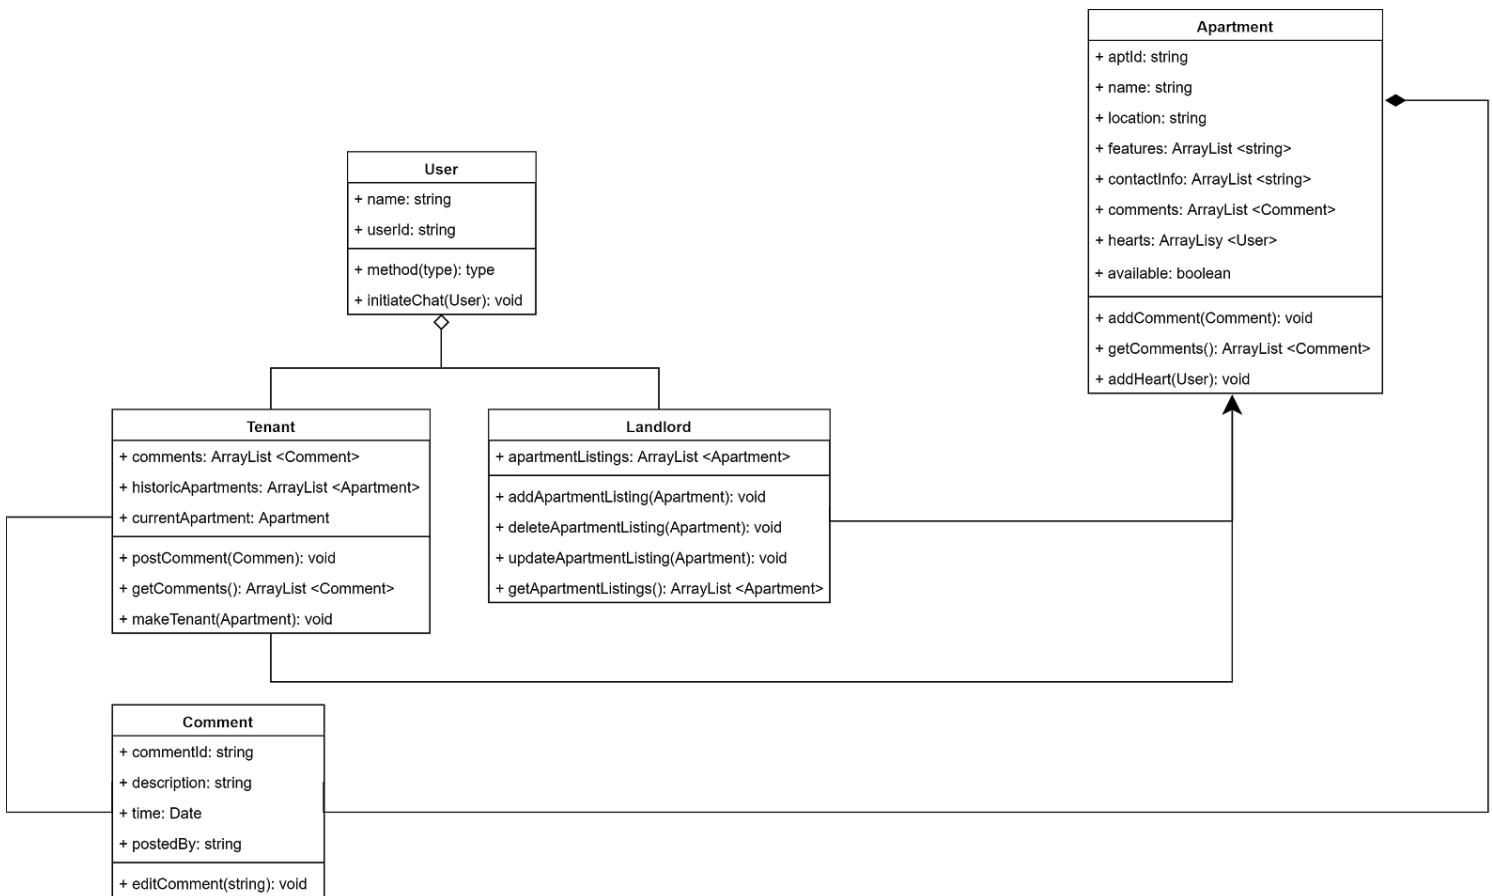 Apartment
+ aptId: string
+ name: string
+ location: string
+ features: ArrayList <string>
+ contactInfo: ArrayList <string>
+ comments: ArrayList <Comment>
+ hearts: ArrayLisy <User>
+ available: boolean
+ addComment(Comment): void
+ getComments(): ArrayList <Comment>
+ addHeart(User): void
User
+ name: string
+ userId: string
+ method(type): type
+ initiateChat(User): void
Tenant
+ comments: ArrayList <Comment>
+ historicApartments: ArrayList <Apartment>
+ currentApartment: Apartment
+ postComment(Commen): void
+ getComments(): ArrayList <Comment>
+ makeTenant(Apartment): void
Landlord
+ apartmentListings: ArrayList <Apartment>
+ addApartmentListing(Apartment): void
+ deleteApartmentListing(Apartment): void
+ updateApartmentListing(Apartment): void
+ getApartmentListings(): ArrayList <Apartment>
Comment
+ commentId: string
+ description: string
+ time: Date
+ postedBy: string
+ editComment(string): void